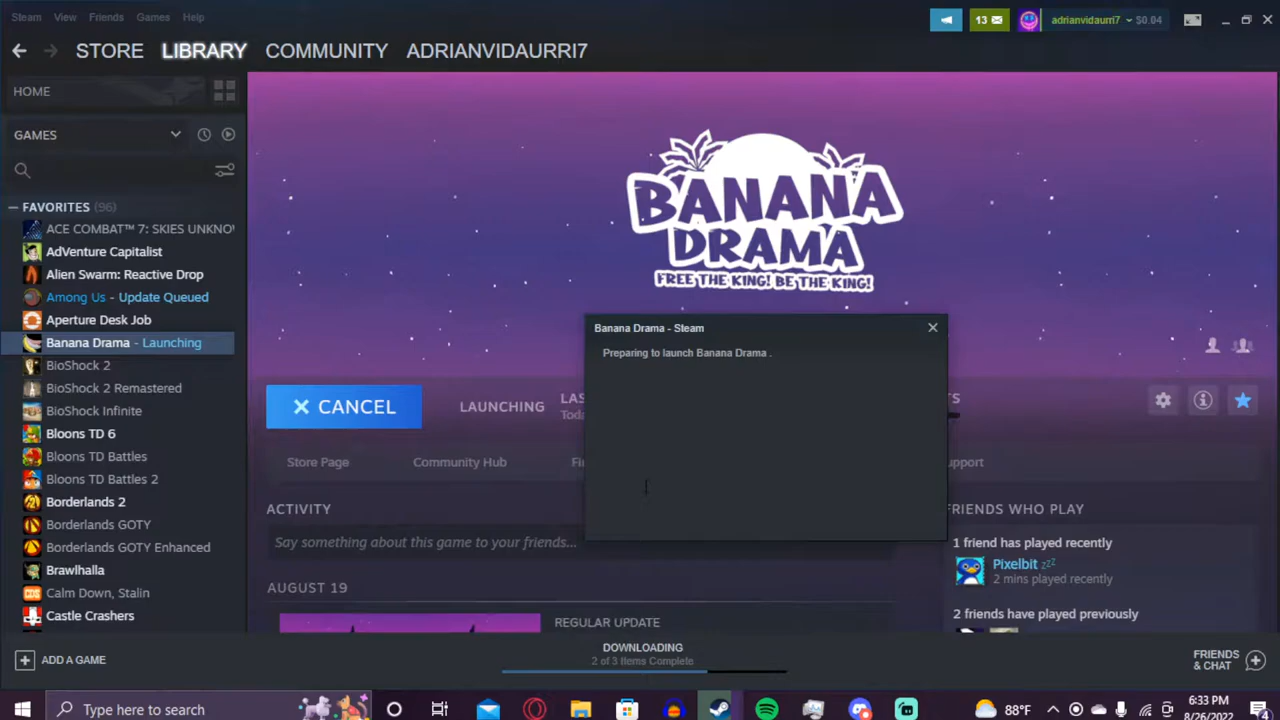 Steam View Friends Games Help
13
adrianvidaurri7 $0.04
STORE LIBRARY COMMUNITY ADRIANVIDAURRI7
HOME
GAMES
FAVORITES (96)
ACE COMBAT™ 7: SKIES UNKNOW
AdVenture Capitalist
Alien Swarm: Reactive Drop
Among Us - Update Queued
Aperture Desk Job
Banana Drama - Launching
BioShock 2
BioShock 2 Remastered
BioShock Infinite
Bloons TD 6
Bloons TD Battles
Bloons TD Battles 2
Borderlands 2
Borderlands GOTY
Borderlands GOTY Enhanced
Brawlhalla
Calm Down, Stalin
Castle Crashers
BANANA
DRAMA
FREE THE KING! BE THE KING!
Banana Drama - Steam
Preparing to launch Banana Drama .
CANCEL
LAUNCHING
LAS
Toda
TS
Store Page Community Hub Fi
upport
ACTIVITY
Say something about this game to your friends...
AUGUST 19
REGULAR UPDATE
FRIENDS WHO PLAY
1 friend has played recently
Pixelbit zzz
2 mins played recently
2 friends have played previously
ADD A GAME
DOWNLOADING
2 of 3 Items Complete
FRIENDS
& CHAT
Type here to search
88°F
6:33 PM
8/26/2022